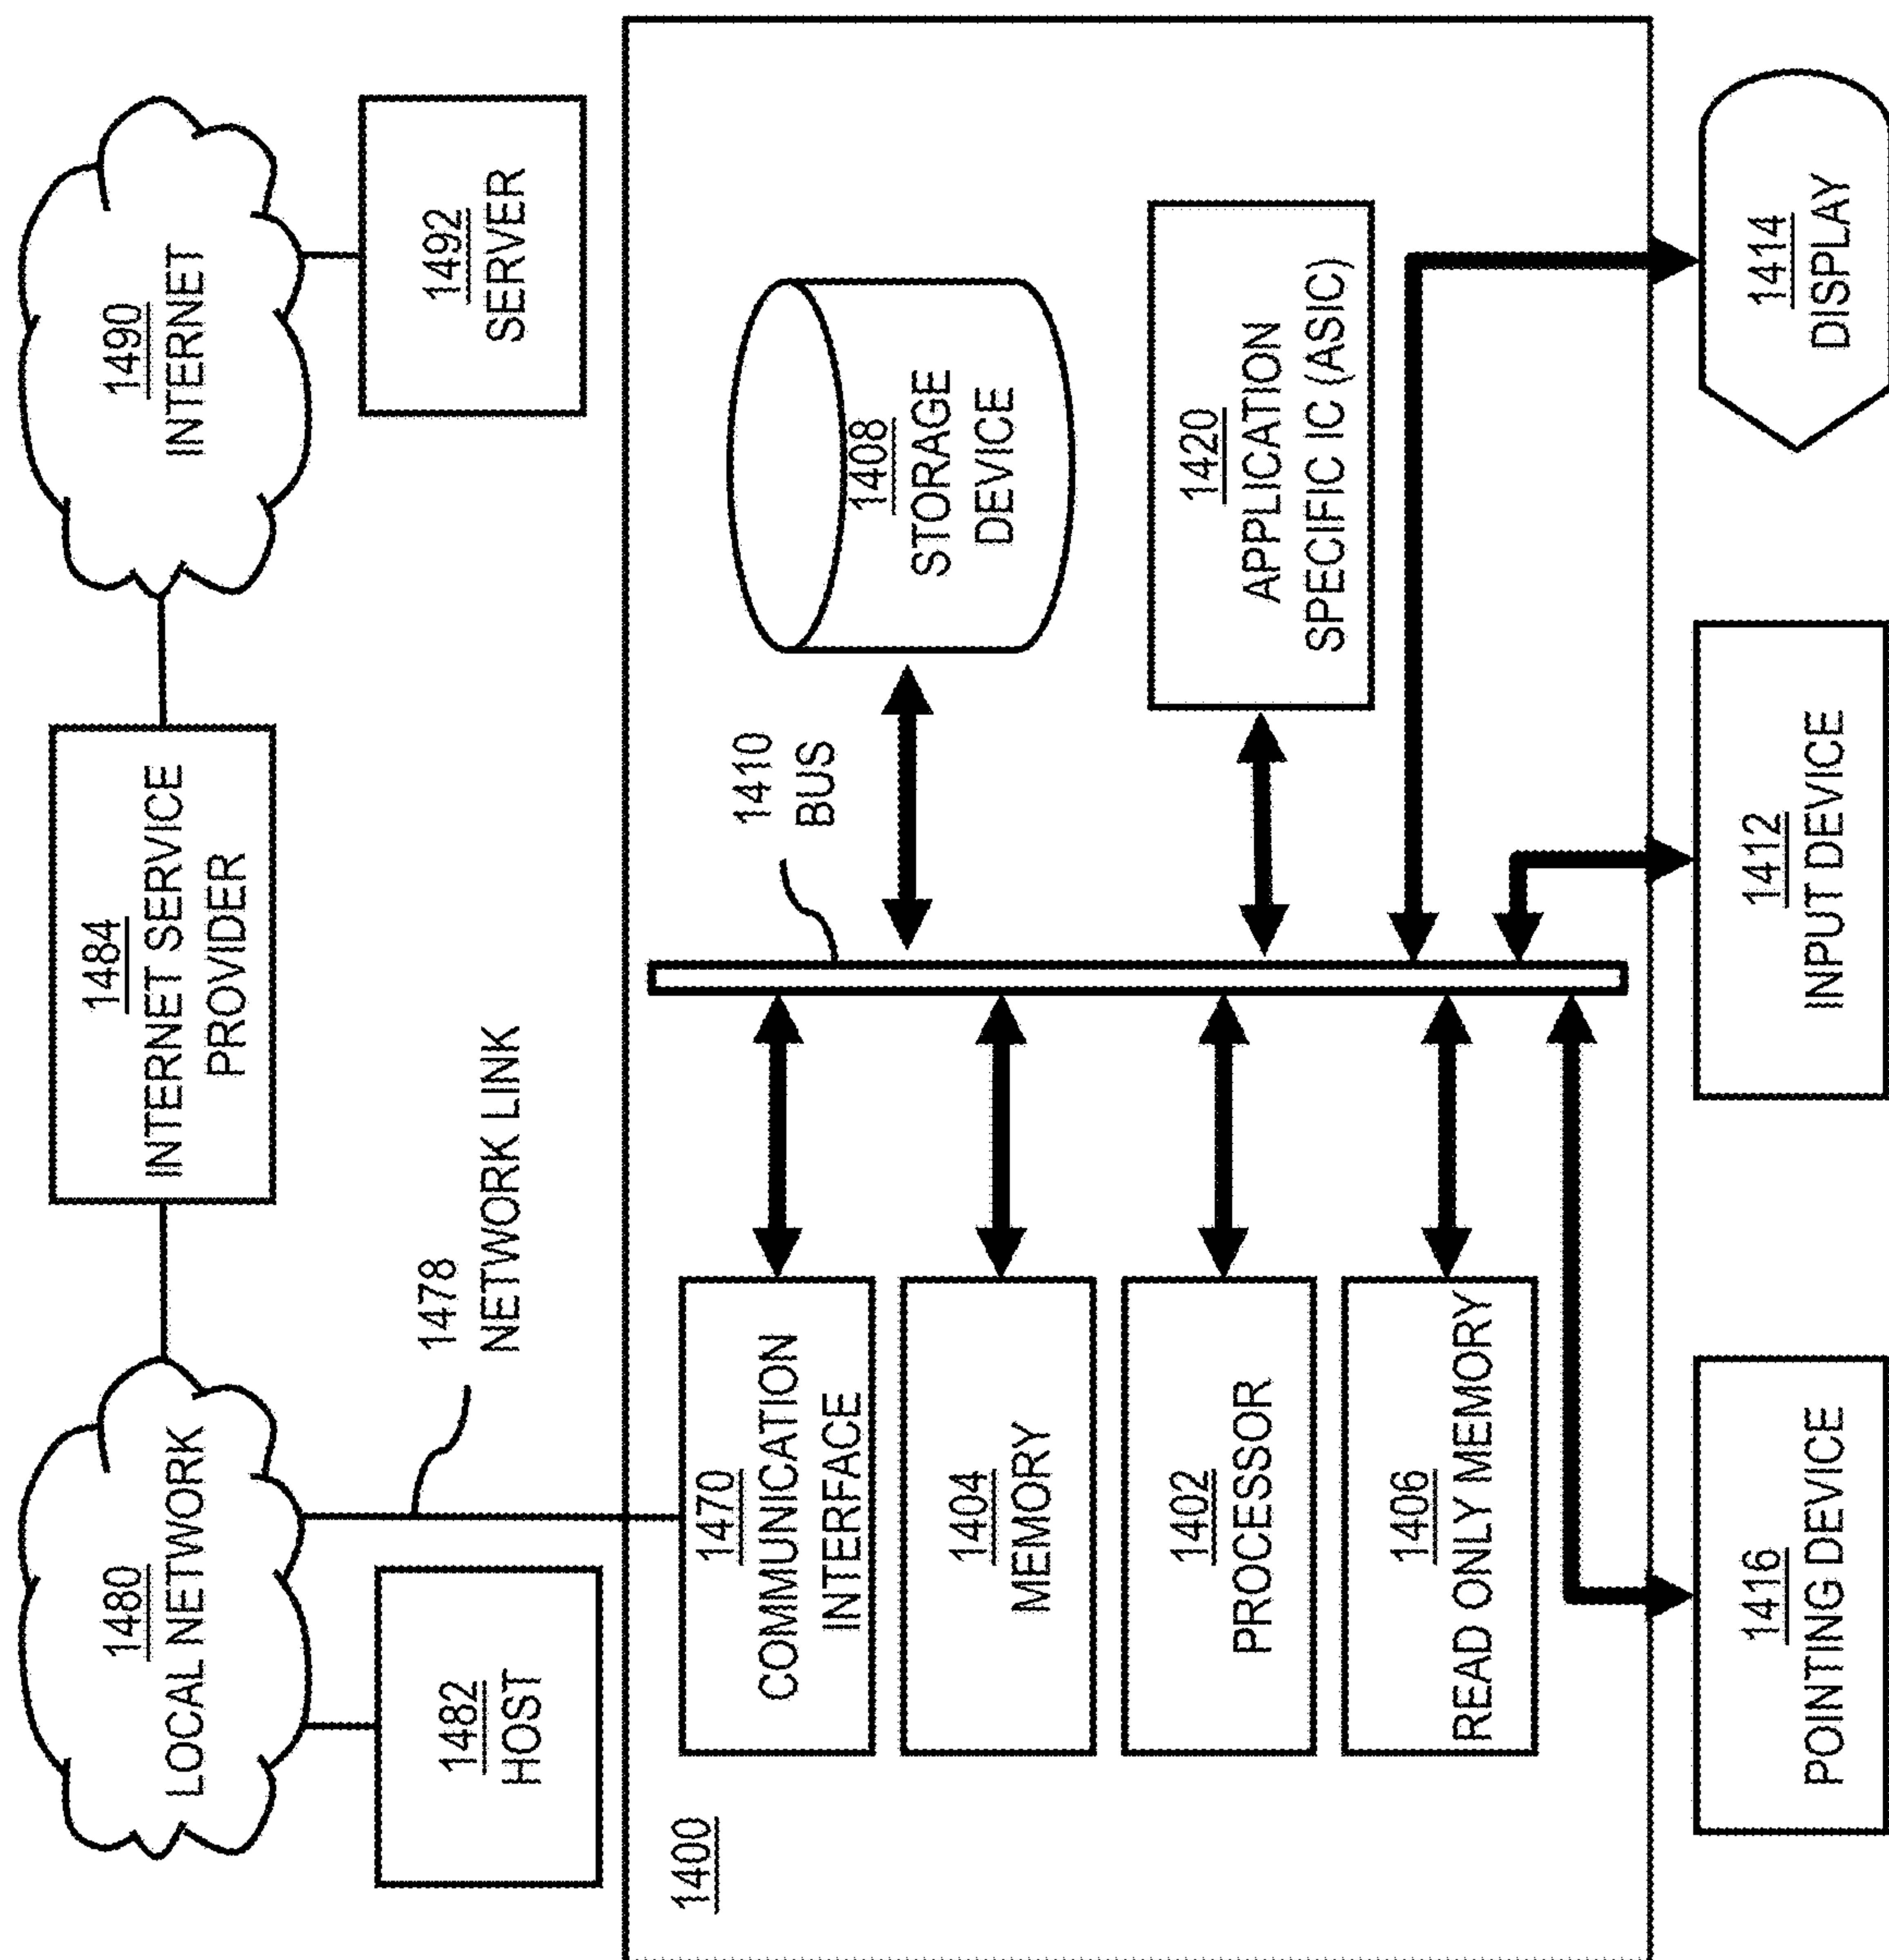 1480
LOCAL NETWORK
1484
INTERNET SERVICE
PROVIDER
1490
INTERNET
1482
HOST
1478
NETWORK LINK
1492
SERVER
1400
1470
COMMUNICATION
INTERFACE
1404
MEMORY
1402
PROCESSOR
1406
READ ONLY MEMORY
1410
BUS
1408
STORAGE
DEVICE
1420
APPLICATION
SPECIFIC IC (ASIC)
1416
POINTING DEVICE
1412
INPUT DEVICE
1414
DISPLAY